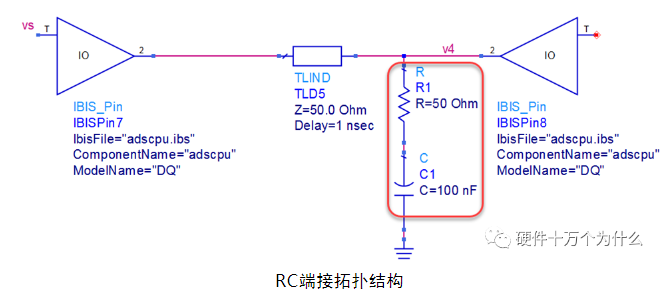 vs
T
IO
2
TLIND
TLD5
Z=50.0 Ohm
Delay=1 nsec
v4
R
R1
R=50 Ohm
C
C1
C=100 nF
2
IO
T
IBIS_Pin
IBISPin7
IbisFile="adscpu.ibs"
ComponentName="adscpu"
ModelName="DQ"
IBIS_Pin
IBISPin8
IbisFile="adscpu.ibs"
ComponentName="adscpu"
ModelName="DQ"
硬件十万个为什么
RC端接拓扑结构